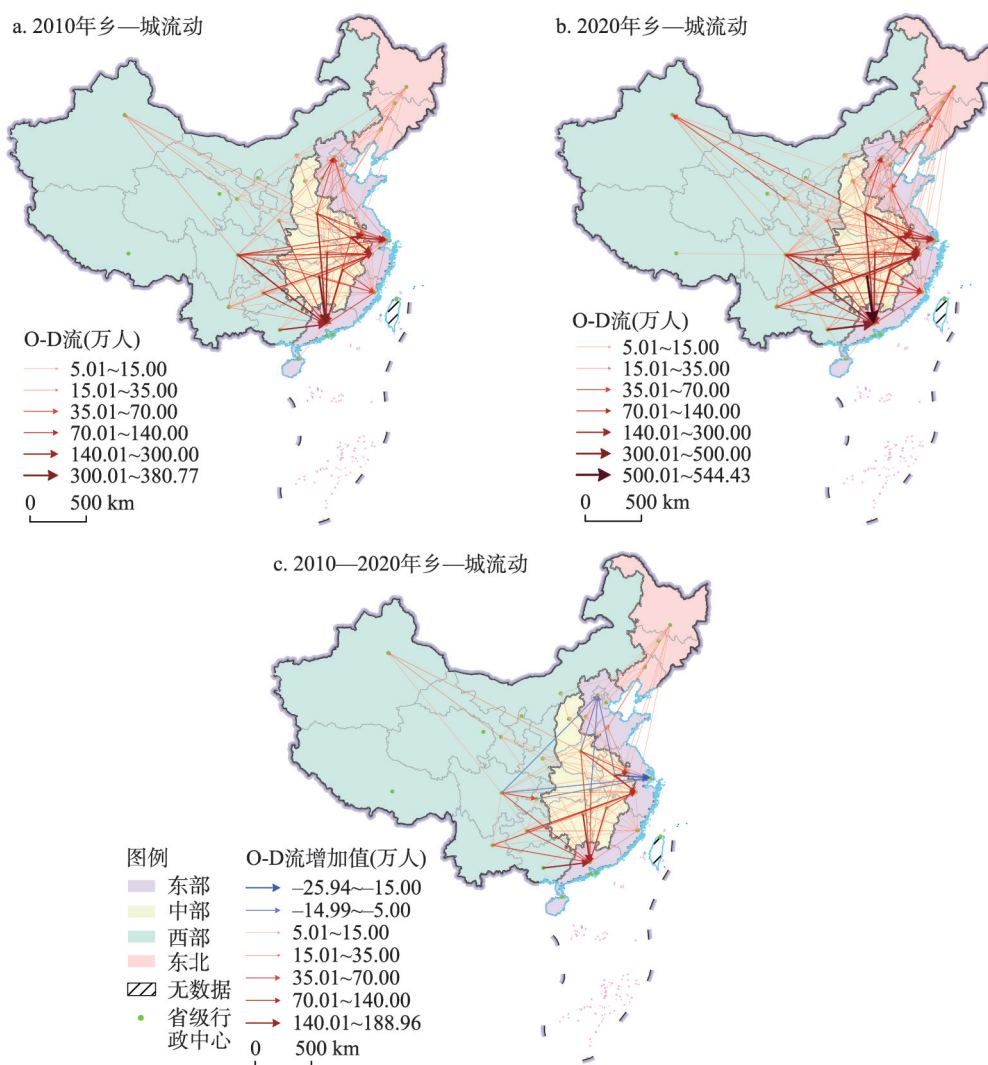 a. 2010年乡—城流动
O-D流(万人)
5.01~15.00
15.01~35.00
35.01~70.00
70.01~140.00
140.01~300.00
300.01~380.77
0 500 km
b. 2020年乡—城流动
O-D流(万人)
5.01~15.00
15.01~35.00
35.01~70.00
70.01~140.00
140.01~300.00
300.01~500.00
500.01~544.43
0 500 km
c. 2010—2020年乡—城流动
图例
东部
中部
西部
东北
无数据
省级行
政中心
O-D流增加值(万人)
–25.94~–15.00
–14.99~–5.00
5.01~15.00
15.01~35.00
35.01~70.00
70.01~140.00
140.01~188.96
0 500 km